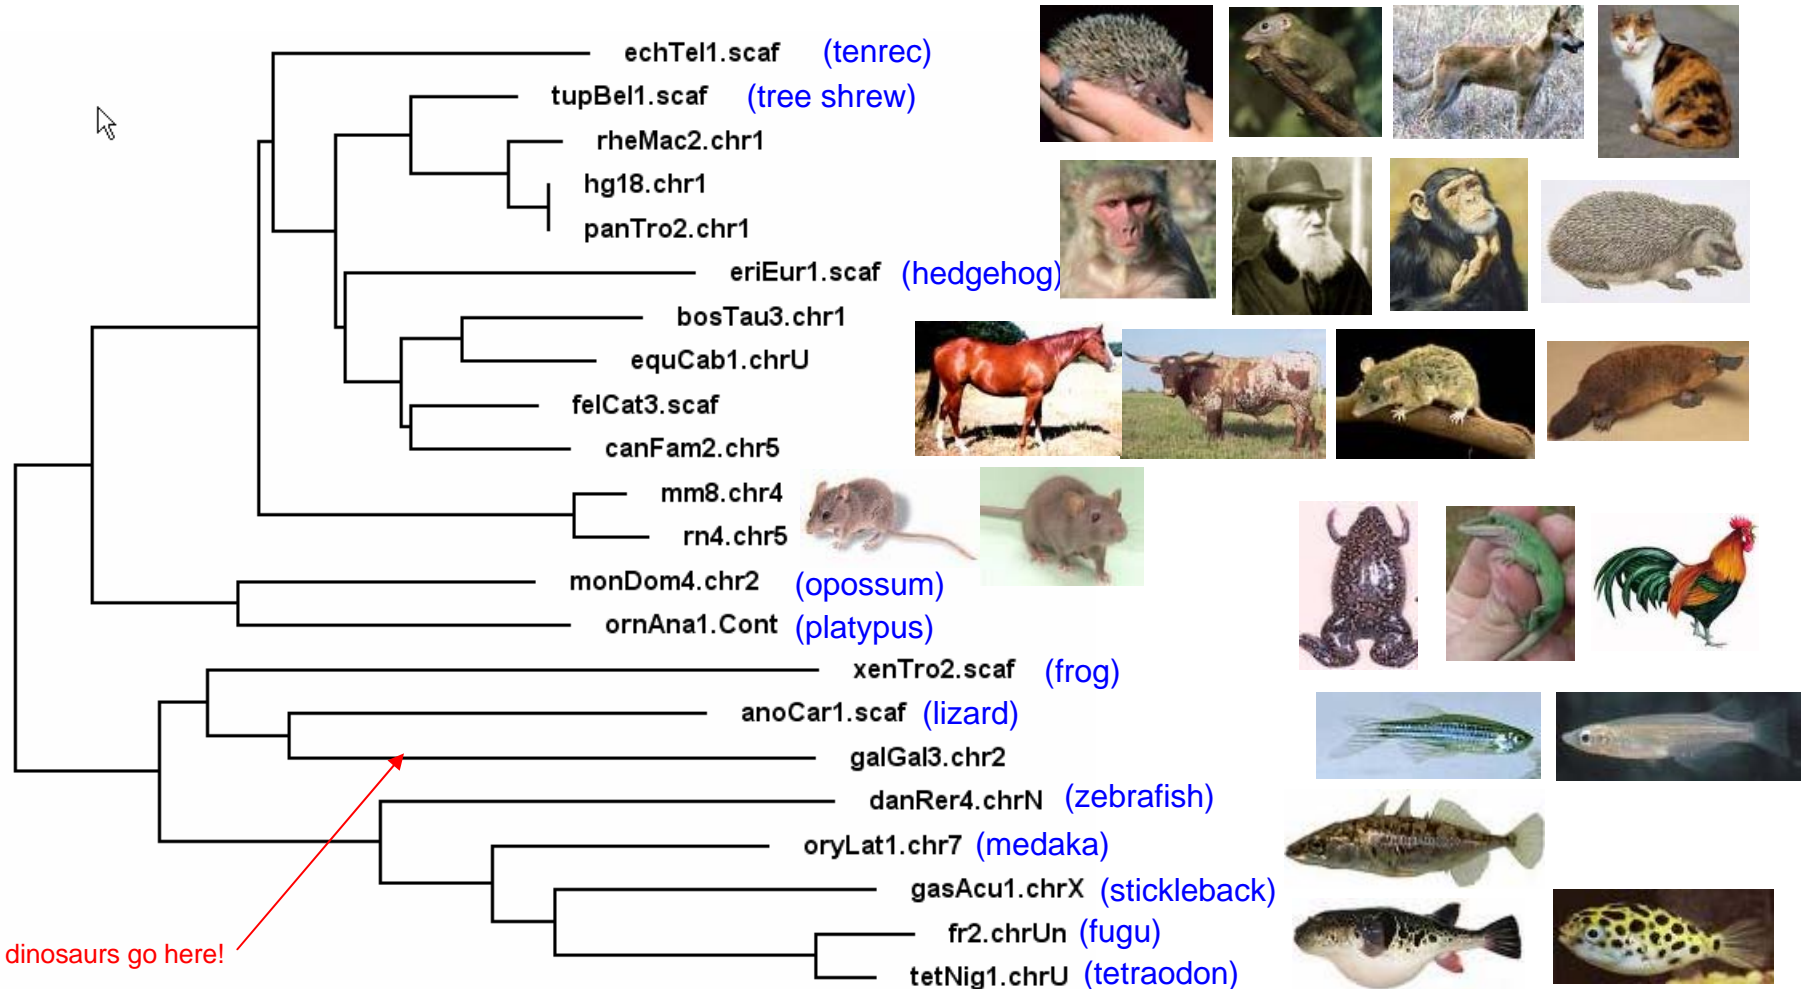 echTel1.scaf (tenrec)
tupBel1.scaf (tree shrew)
rheMac2.chr1
hg18.chr1
panTro2.chr1
eriEur1.scaf (hedgehog)
bosTau3.chr1
equCab1.chrU
felCat3.scaf
canFam2.chr5
mm8.chr4
rn4.chr5
monDom4.chr2 (opossum)
ornAna1.Cont (platypus)
xenTro2.scaf (frog)
anoCar1.scaf (lizard)
galGal3.chr2
danRer4.chrN (zebrafish)
oryLat1.chr7 (medaka)
gasAcu1.chrX (stickleback)
fr2.chrUn (fugu)
dinosaurs go here!
tetNig1.chrU (tetraodon)